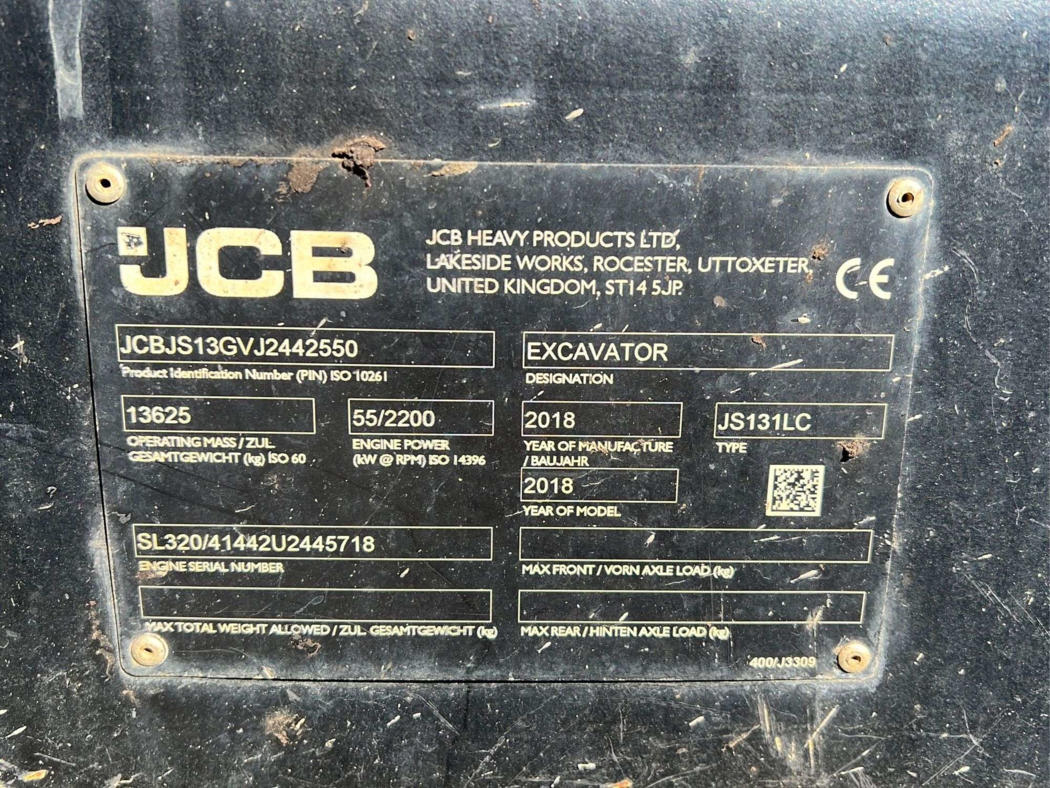 JCB
JCB HEAVY PRODUCTS LTD,
LAKESIDE WORKS, ROCESTER, UTTOXETER,
UNITED KINGDOM, ST14 5JP.
CE
JCBJS13GVJ2442550
Product Identification Number (PIN) ISO 10261
EXCAVATOR
DESIGNATION
13625
OPERATING MASS / ZUL.
GESAMTGEWICHT (kg) ISO 60
55/2200
ENGINE POWER
(kW @ RPM) ISO 14396
2018
YEAR OF MANUFACTURE
/ BAUJAHR
JS131LC
TYPE
2018
YEAR OF MODEL
SL320/41442U2445718
ENGINE SERIAL NUMBER
MAX FRONT / VORN AXLE LOAD (kg)
MAX TOTAL WEIGHT ALLOWED / ZUL. GESAMTGEWICHT (kg)
MAX REAR / HINTEN AXLE LOAD (kg)
400/J3309